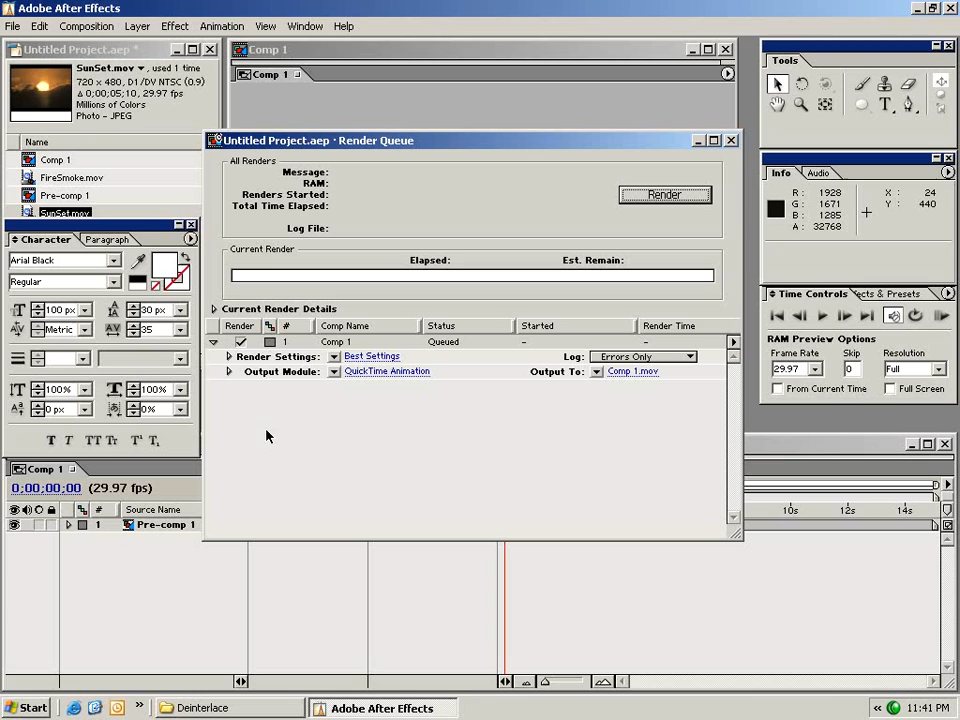 Adobe After Effects
File Edit Composition Layer Effect Animation View Window Help
Untitled Project.aep *
SunSet.mov ▼, used 1 time
720 x 480, D1/DV NTSC (0.9)
Δ 0;00;05;10, 29.97 fps
Millions of Colors
Photo - JPEG
Name
Comp 1
FireSmoke.mov
Pre-comp 1
SunSet.mov
Comp 1
Comp 1
Untitled Project.aep · Render Queue
All Renders
Message:
RAM:
Renders Started:
Total Time Elapsed:
Log File:
Render
Current Render
Elapsed: Est. Remain:
Current Render Details
Render # Comp Name Status Started Render Time
1 Comp 1 Queued - -
Render Settings: Best Settings Log: Errors Only
Output Module: QuickTime Animation Output To: Comp 1.mov
Character Paragraph
Arial Black
Regular
100 px 30 px
Metric 35
100% 100%
0 px 0%
T T TT Tт T¹ T₁
Tools
Info Audio
R: 1928 X: 24
G: 1671 Y: 440
B: 1285
A: 32768
Time Controls Effects & Presets
RAM Preview Options
Frame Rate Skip Resolution
29.97 0 Full
From Current Time Full Screen
Comp 1
0;00;00;00 (29.97 fps)
# Source Name
1 Pre-comp 1
10s 12s 14s
Start
Deinterlace
Adobe After Effects
11:41 PM